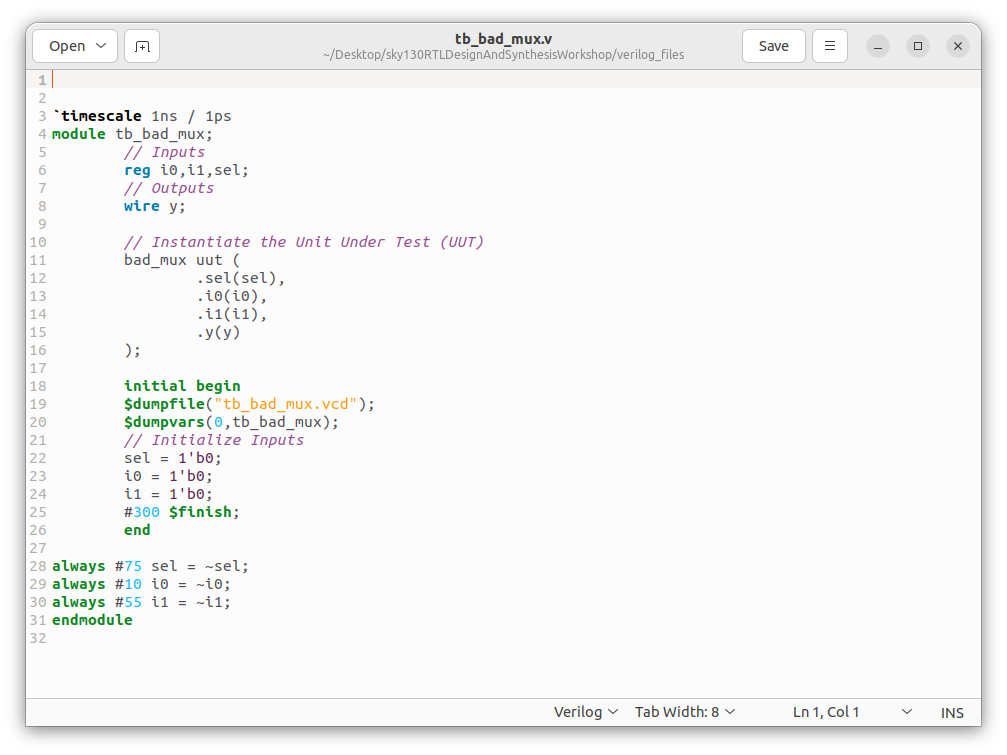 Open
tb_bad_mux.v
~/Desktop/sky130RTLDesignAndSynthesisWorkshop/verilog_files
Save
1
2
3 `timescale 1ns / 1ps
4 module tb_bad_mux;
5 // Inputs
6 reg i0,i1,sel;
7 // Outputs
8 wire y;
9
10 // Instantiate the Unit Under Test (UUT)
11 bad_mux uut (
12 .sel(sel),
13 .i0(i0),
14 .i1(i1),
15 .y(y)
16 );
17
18 initial begin
19 $dumpfile("tb_bad_mux.vcd");
20 $dumpvars(0,tb_bad_mux);
21 // Initialize Inputs
22 sel = 1'b0;
23 i0 = 1'b0;
24 i1 = 1'b0;
25 #300 $finish;
26 end
27
28 always #75 sel = ~sel;
29 always #10 i0 = ~i0;
30 always #55 i1 = ~i1;
31 endmodule
32
Verilog Tab Width: 8 Ln 1, Col 1 INS